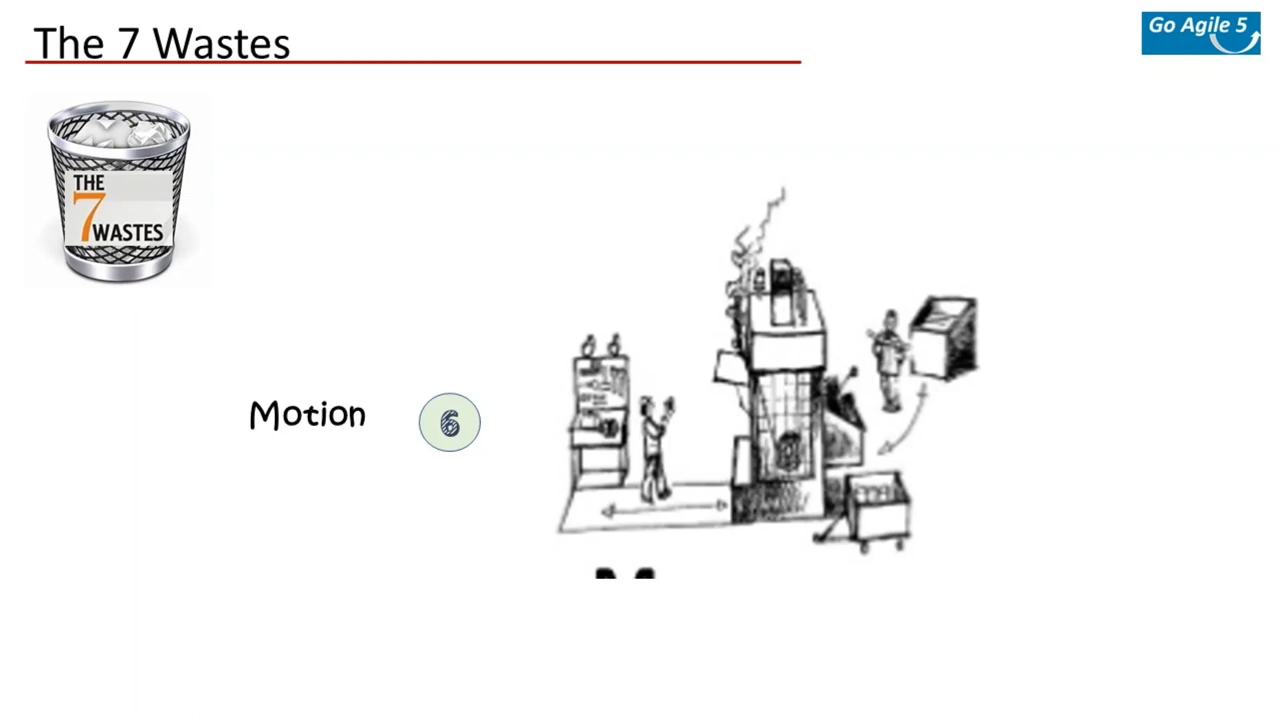 The 7 Wastes
Go Agile 5
THE
7
WASTES
Motion
6